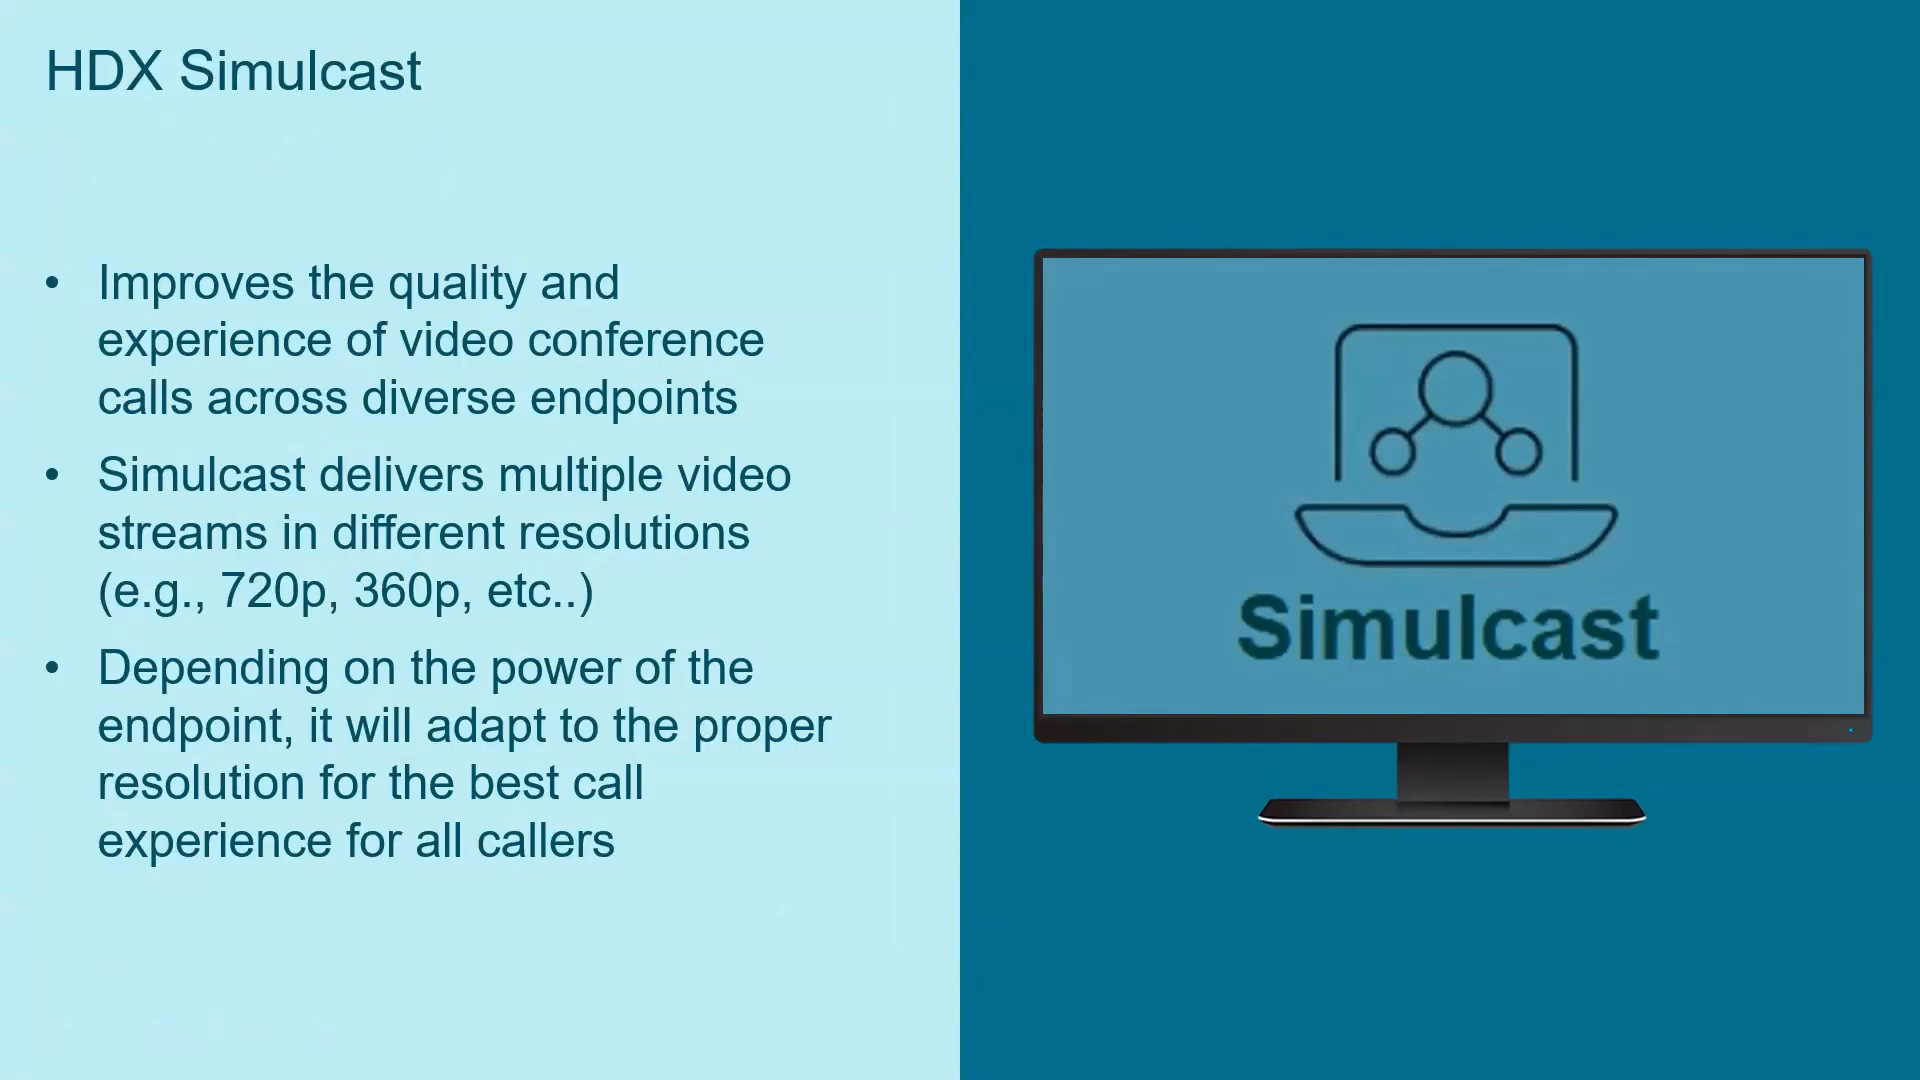 HDX Simulcast
• Improves the quality and
experience of video conference
calls across diverse endpoints
• Simulcast delivers multiple video
streams in different resolutions
(e.g., 720p, 360p, etc..)
• Depending on the power of the
endpoint, it will adapt to the proper
resolution for the best call
experience for all callers
Simulcast